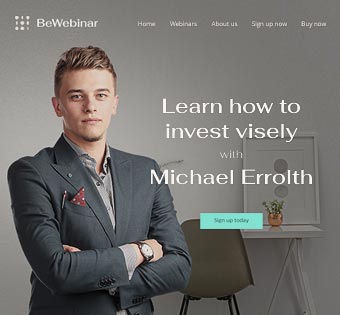 BeWebinar
Home Webinars About us Sign up now Buy now
Learn how to
invest visely
with
Michael Errolth
Sign up today